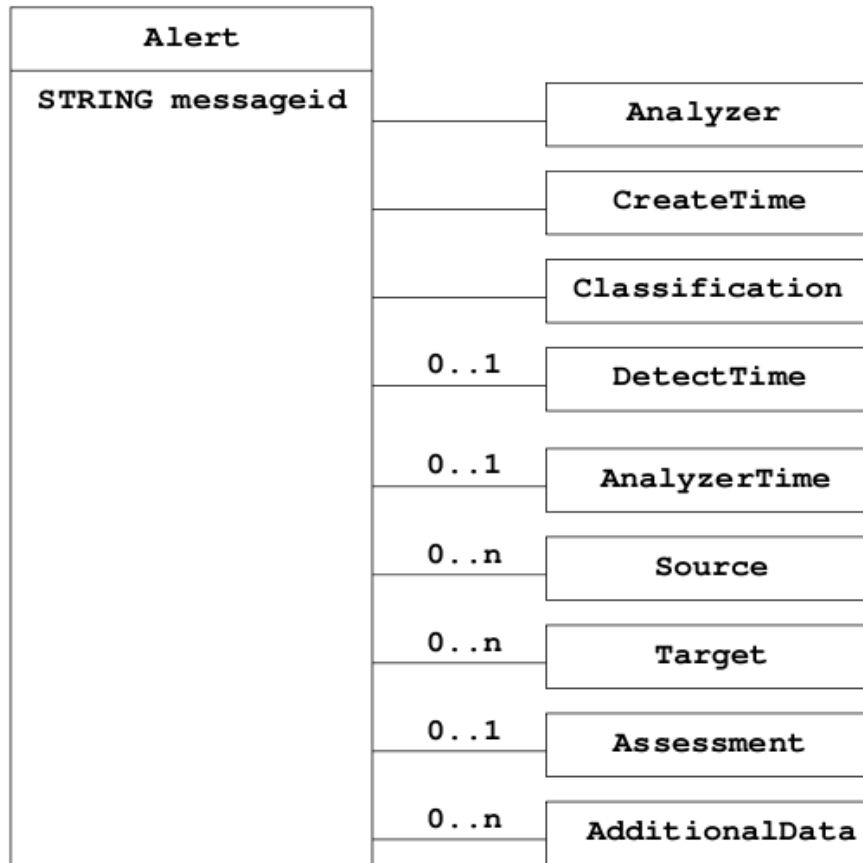 Alert
STRING messageid
Analyzer
CreateTime
Classification
0..1
DetectTime
0..1
AnalyzerTime
0..n
Source
0..n
Target
0..1
Assessment
0..n
AdditionalData